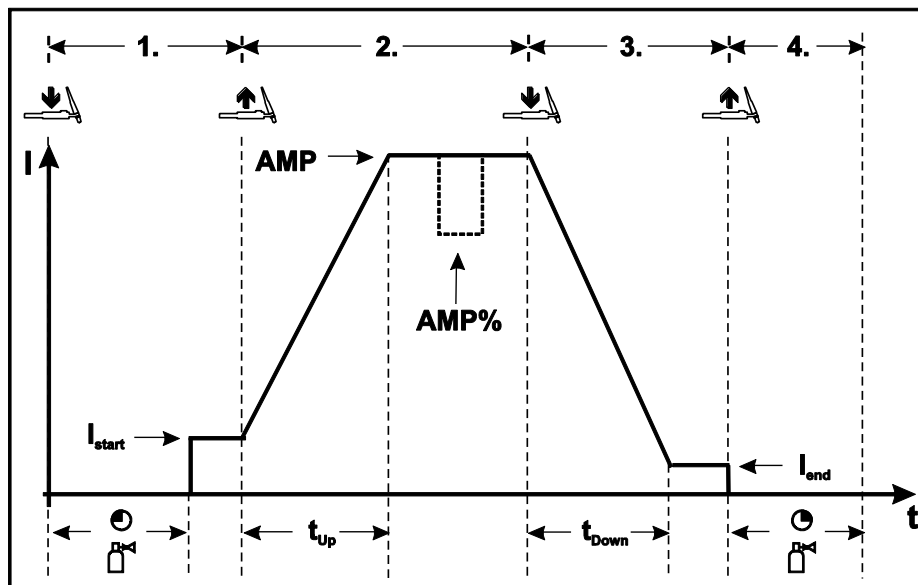 1. 2. 3. 4.
I
AMP
AMP%
Istart
Iend
t
tUp
tDown